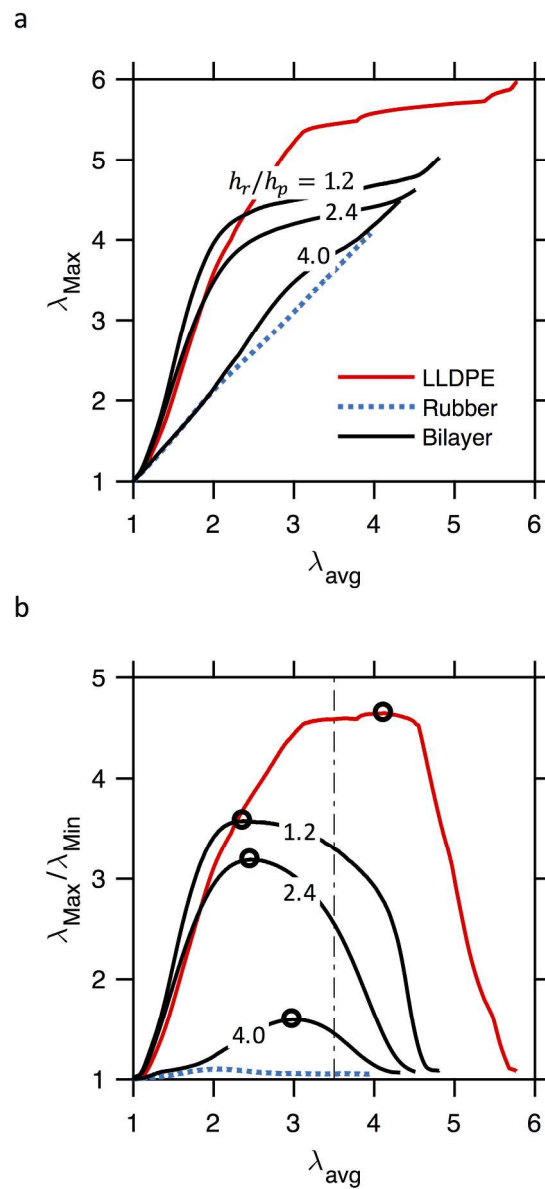 a
6
5
4
3
2
1
λMax
hr/hp = 1.2
2.4
4.0
LLDPE
Rubber
Bilayer
1 2 3 4 5 6
λavg
b
5
4
3
2
1
λMax/λMin
1.2
2.4
4.0
1 2 3 4 5 6
λavg